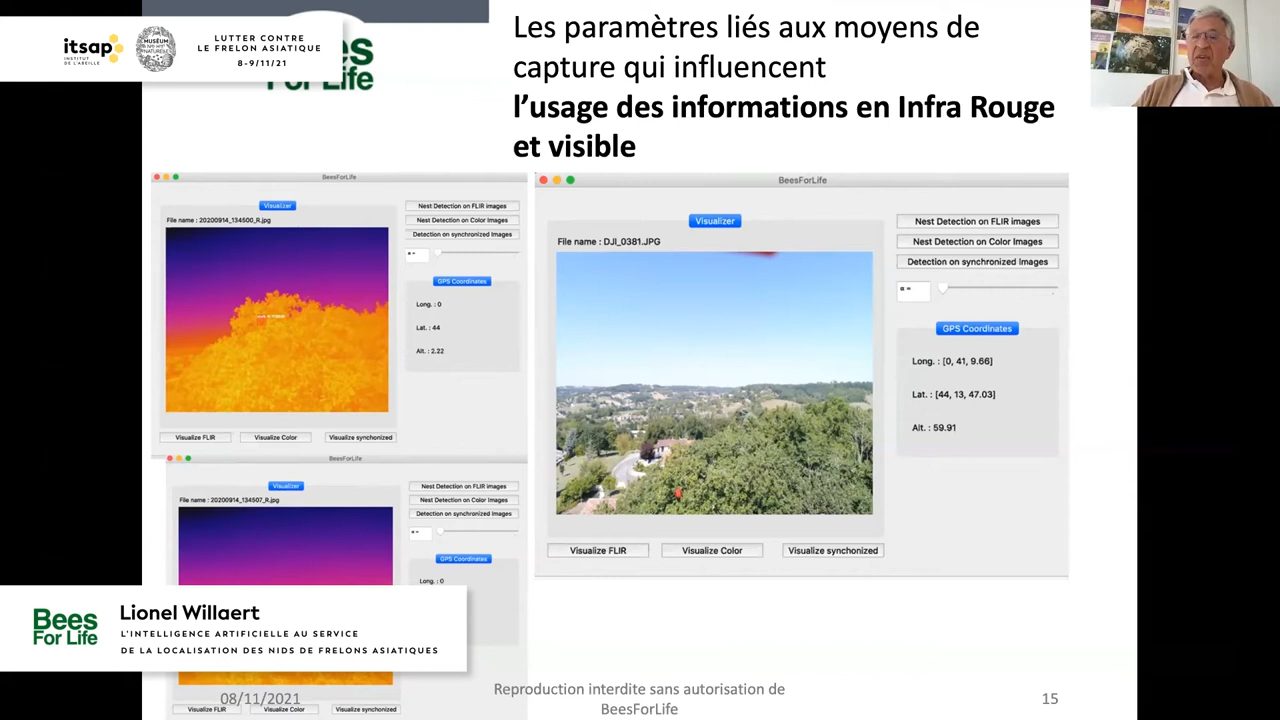 itsap
INSTITUT
DE L'ABEILLE
LUTTER CONTRE
LE FRELON ASIATIQUE
8-9/11/21
Bees
For Life
Les paramètres liés aux moyens de
capture qui influencent
l'usage des informations en Infra Rouge
et visible
BeesForLife
Visualizer
File name : 20200914_134500_R.jpg
Nest Detection on FLIR images
Nest Detection on Color Images
Detection on synchronized Images
α =
GPS Coordinates
Long. : 0
Lat. : 44
Alt. : 2.22
Visualize FLIR
Visualize Color
Visualize synchonized
BeesForLife
Visualizer
File name : DJI_0381.JPG
Nest Detection on FLIR images
Nest Detection on Color Images
Detection on synchronized Images
α =
GPS Coordinates
Long. : [0, 41, 9.66]
Lat. : [44, 13, 47.03]
Alt. : 59.91
Visualize FLIR
Visualize Color
Visualize synchonized
BeesForLife
Visualizer
File name : 20200914_134507_R.jpg
Nest Detection on FLIR images
Nest Detection on Color Images
Detection on synchronized Images
α =
GPS Coordinates
Long. : 0
Visualize FLIR
Visualize Color
Visualize synchonized
Bees
For Life
Lionel Willaert
L'INTELLIGENCE ARTIFICIELLE AU SERVICE
DE LA LOCALISATION DES NIDS DE FRELONS ASIATIQUES
08/11/2021
Reproduction interdite sans autorisation de
BeesForLife
15